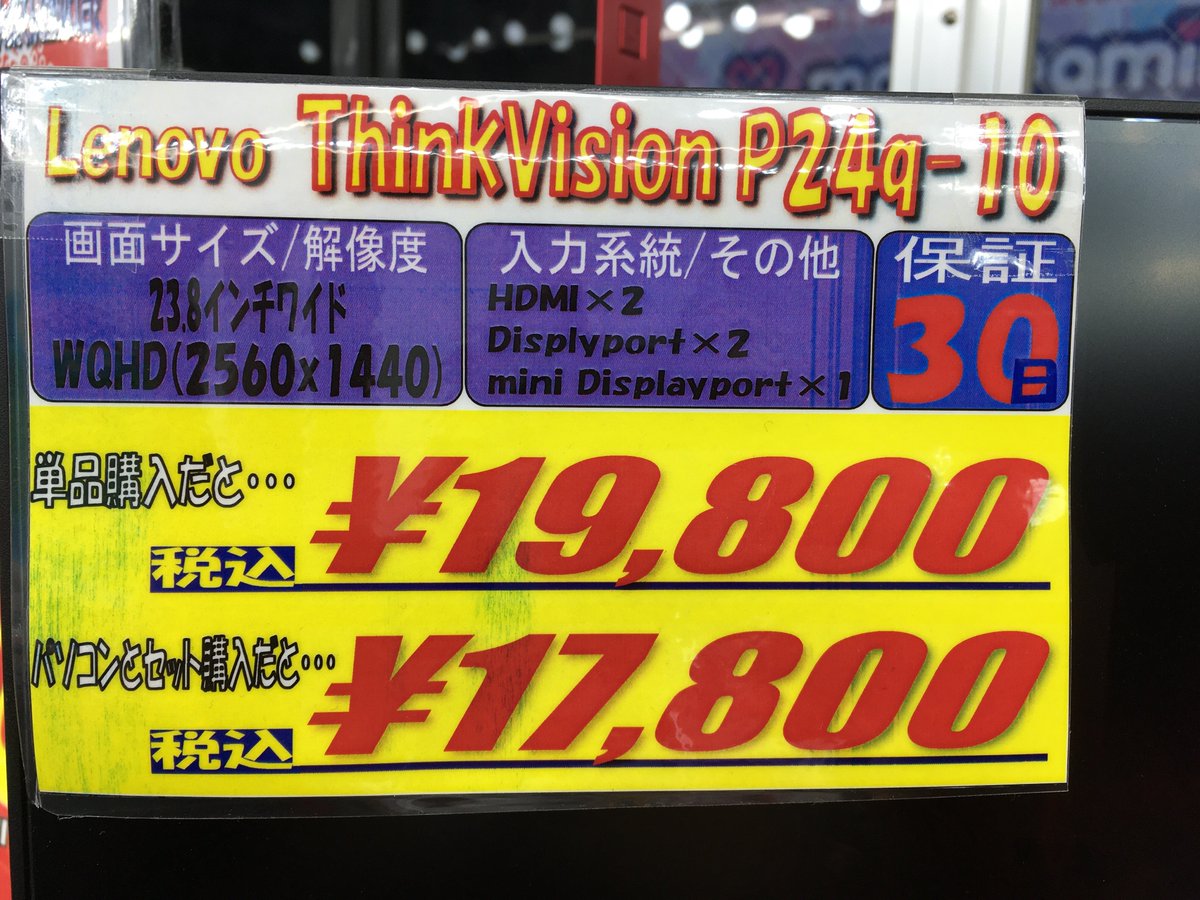 Lenovo ThinkVision P24q-10
画面サイズ/解像度
23.8インチワイド
WQHD(2560x1440)
入力系統/その他
HDMI×2
Displyport×2
mini Displayport×1
保証
30日
単品購入だと…
税込 ¥19,800
パソコンとセット購入だと…
税込 ¥17,800